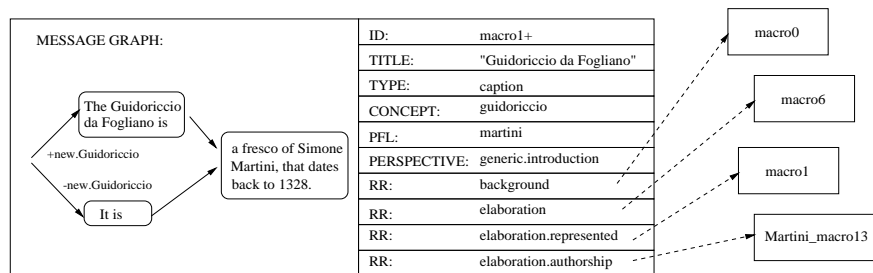 MESSAGE GRAPH:
The Guidoriccio
da Fogliano is
+new.Guidoriccio
-new.Guidoriccio
It is
a fresco of Simone
Martini, that dates
back to 1328.
ID: macro1+
TITLE: "Guidoriccio da Fogliano"
TYPE: caption
CONCEPT: guidoriccio
PFL: martini
PERSPECTIVE: generic.introduction
RR: background
RR: elaboration
RR: elaboration.represented
RR: elaboration.authorship
macro0
macro6
macro1
Martini_macro13